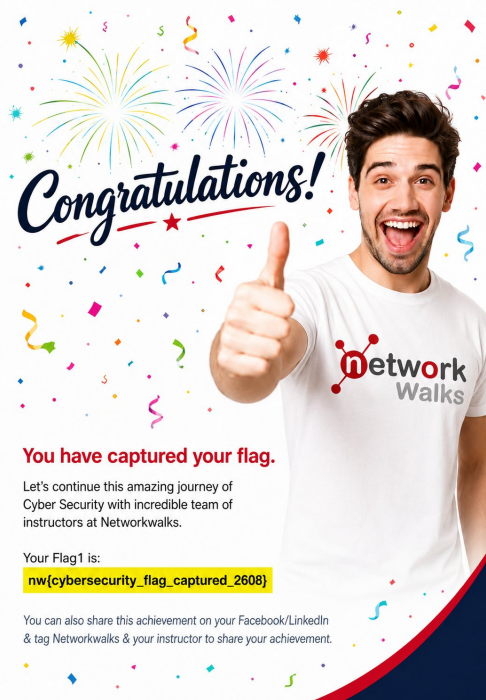 Congratulations!
network
Walks
You have captured your flag.
Let's continue this amazing journey of
Cyber Security with incredible team of
instructors at Networkwalks.
Your Flag1 is:
nw{cybersecurity_flag_captured_2608}
You can also share this achievement on your Facebook/LinkedIn
& tag Networkwalks & your instructor to share your achievement.